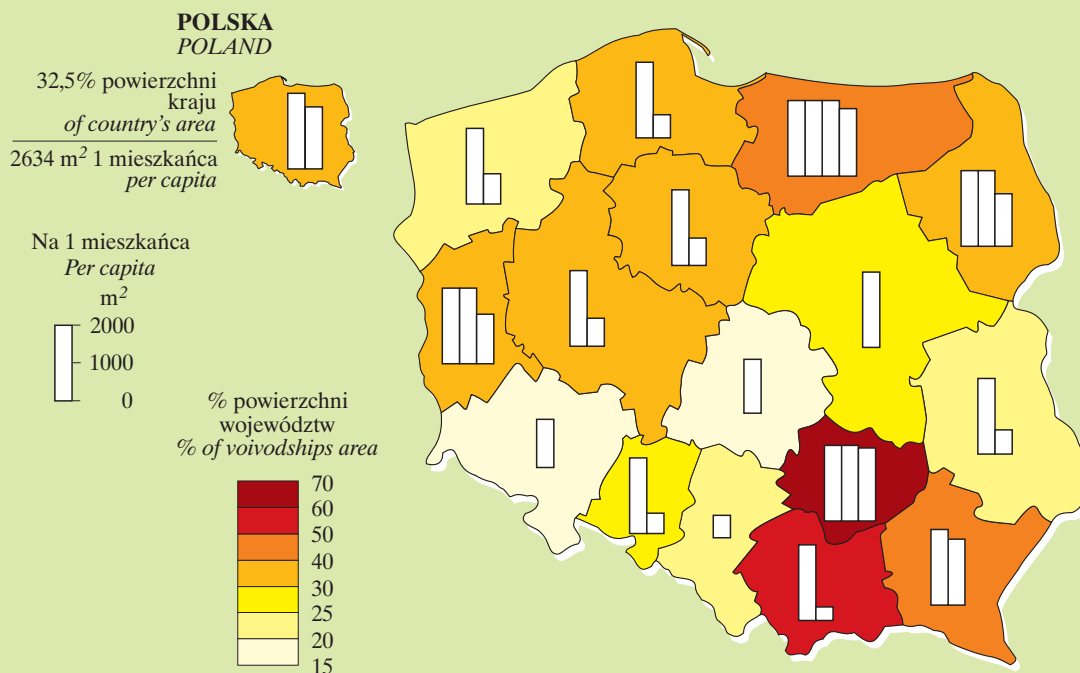 POLSKA
POLAND
32,5% powierzchni
kraju
of country's area
2634 m² 1 mieszkańca
per capita
Na 1 mieszkańca
Per capita
m²
2000
1000
0
% powierzchni
województw
% of voivodships area
70
60
50
40
30
25
20
15